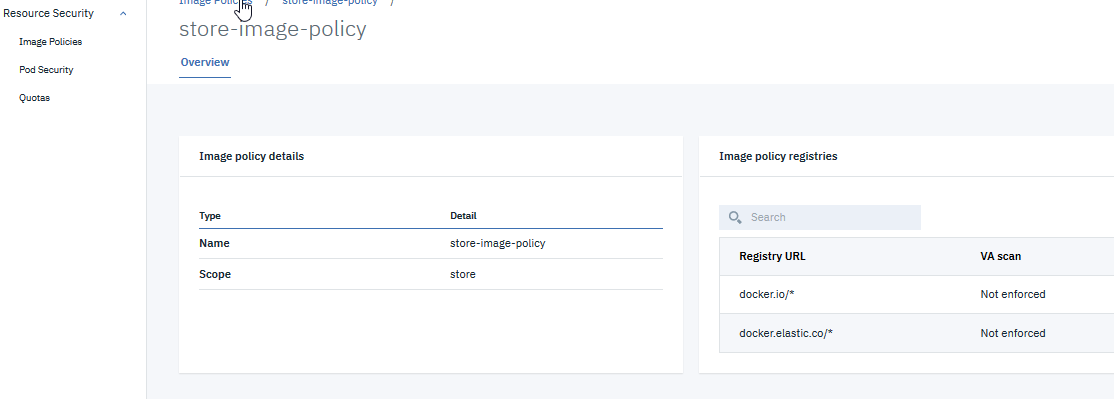 Resource Security
Image Policies
Pod Security
Quotas
Image Policies / store-image-policy /
store-image-policy
Overview
Image policy details
Type Detail
Name store-image-policy
Scope store
Image policy registries
Search
Registry URL VA scan
docker.io/* Not enforced
docker.elastic.co/* Not enforced